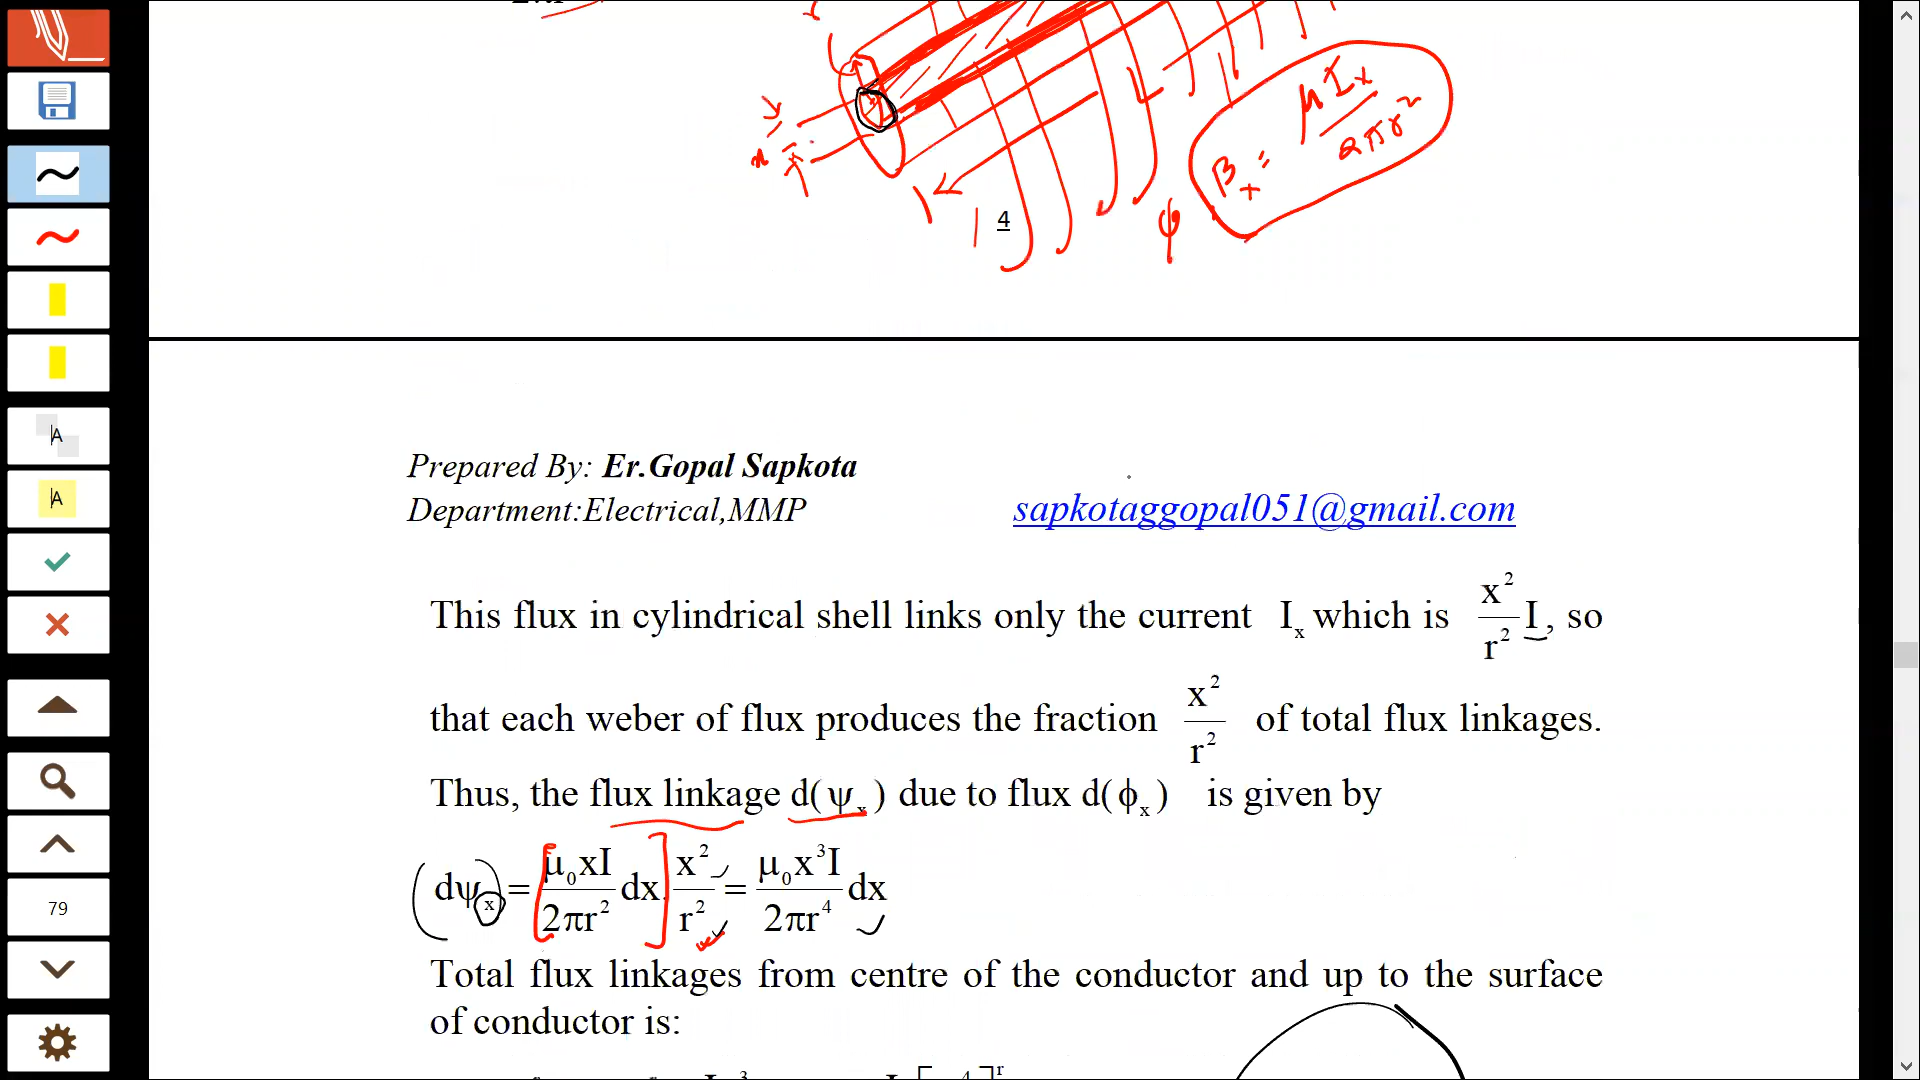 4
β_x = μIx / 2πr²
φ
Prepared By: Er.Gopal Sapkota
Department:Electrical,MMP
sapkotaggopal051@gmail.com
This flux in cylindrical shell links only the current I_x which is x²/r² I, so
that each weber of flux produces the fraction x²/r² of total flux linkages.
Thus, the flux linkage d(ψ_x) due to flux d(ϕ_x) is given by
dψ_x = [μ₀xI/2πr² dx] x²/r² = μ₀x³I/2πr⁴ dx
Total flux linkages from centre of the conductor and up to the surface
of conductor is:
A
A
79